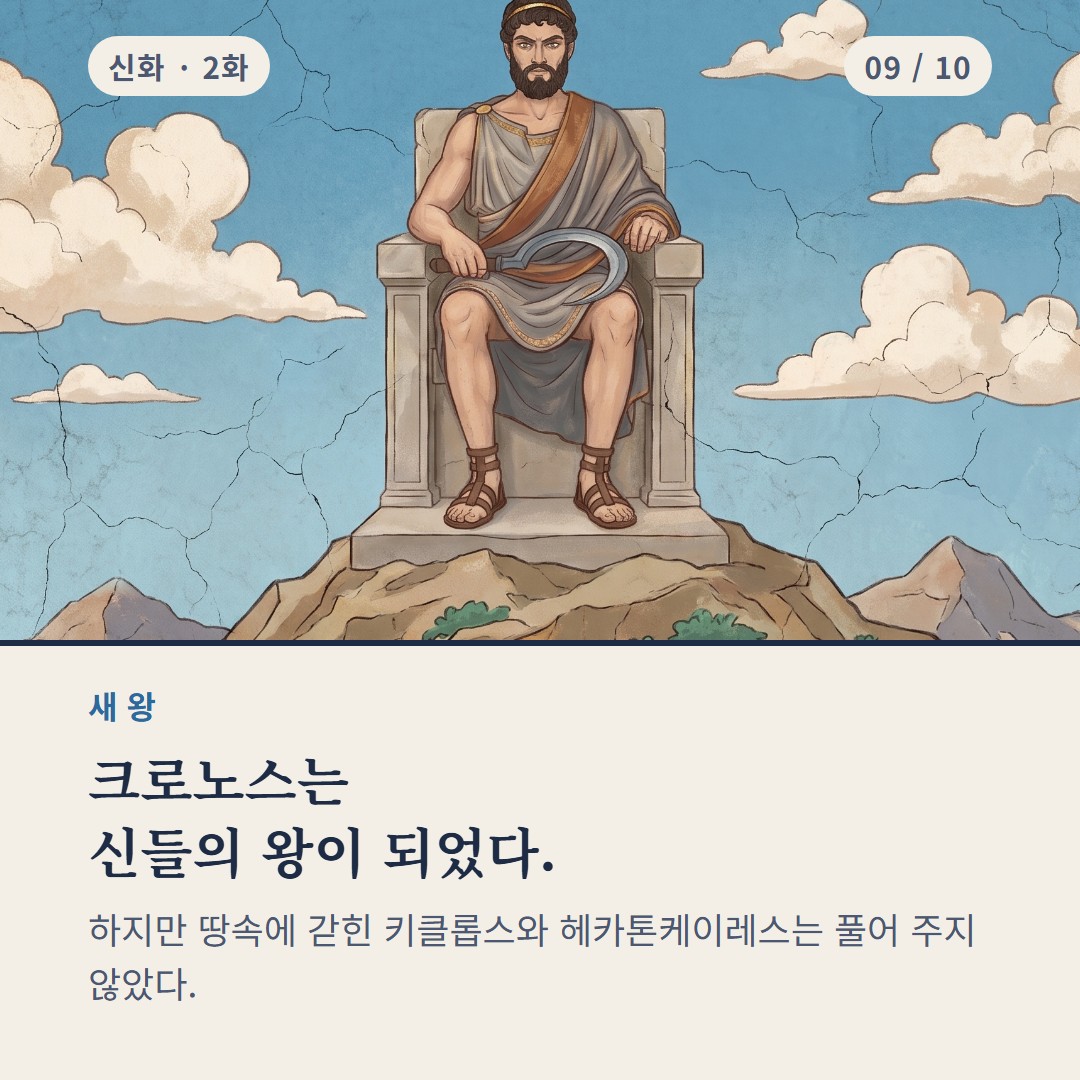 신화 · 2화
09 / 10
새 왕
크로노스는
신들의 왕이 되었다.
하지만 땅속에 갇힌 키클롭스와 헤카톤케이레스는 풀어 주지
않았다.